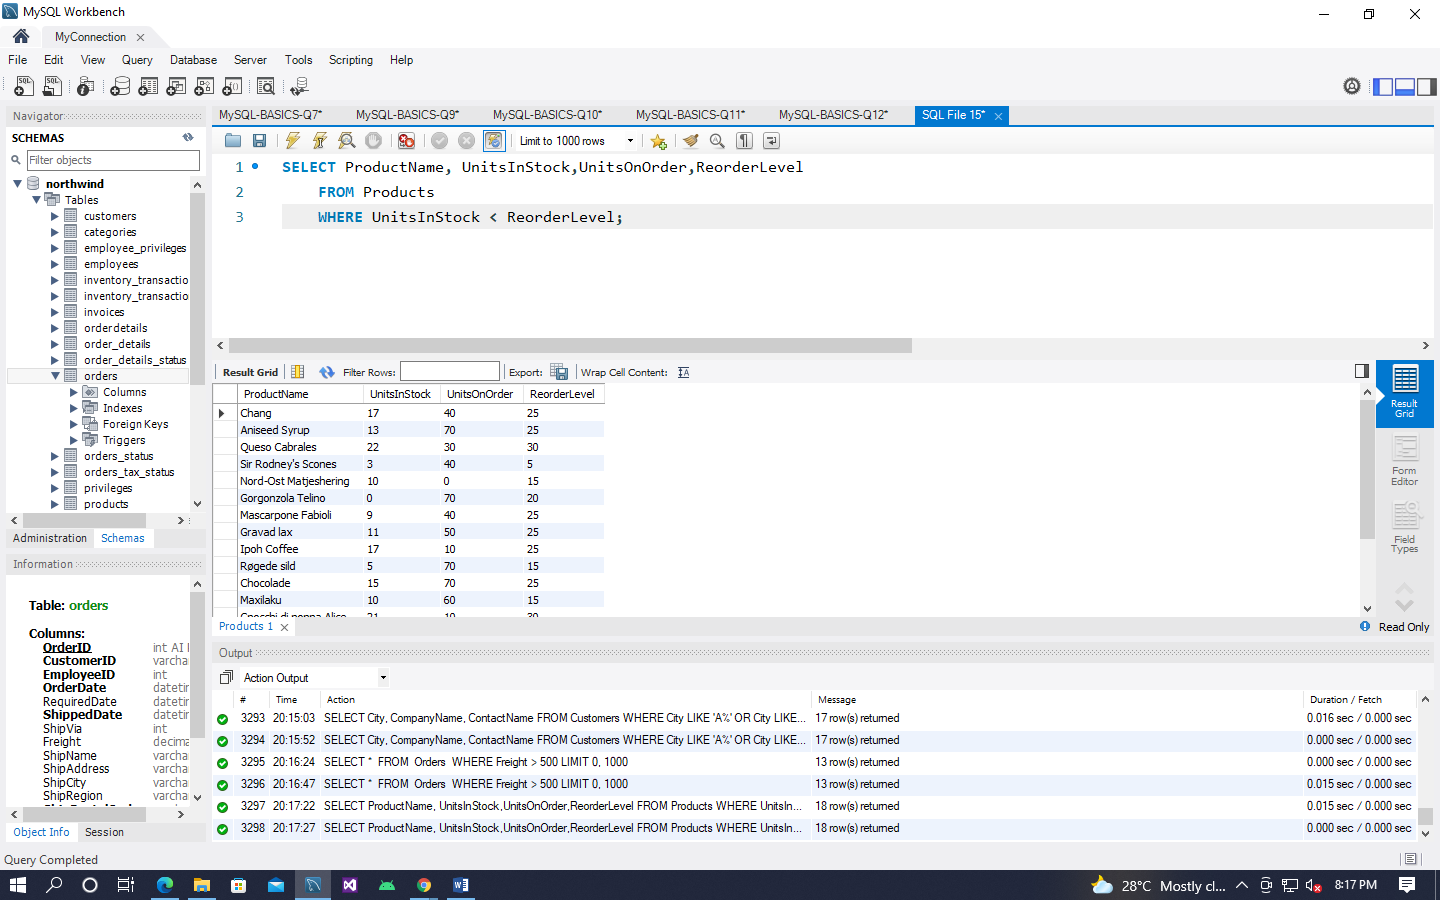 MySQL Workbench
MyConnection
File Edit View Query Database Server Tools Scripting Help
Navigator
SCHEMAS
Filter objects
northwind
Tables
customers
categories
employee_privileges
employees
inventory_transactio
inventory_transactio
invoices
orderdetails
order_details
order_details_status
orders
Columns
Indexes
Foreign Keys
Triggers
orders_status
orders_tax_status
privileges
products
Administration Schemas
Information
Table: orders
Columns:
OrderID int AI
CustomerID varcha
EmployeeID int
OrderDate datetir
RequiredDate datetir
ShippedDate datetir
ShipVia int
Freight decima
ShipName varcha
ShipAddress varcha
ShipCity varcha
ShipRegion varcha
Object Info Session
MySQL-BASICS-Q7* MySQL-BASICS-Q9* MySQL-BASICS-Q10* MySQL-BASICS-Q11* MySQL-BASICS-Q12* SQL File 15*
Limit to 1000 rows
1 SELECT ProductName, UnitsInStock,UnitsOnOrder,ReorderLevel
2 FROM Products
3 WHERE UnitsInStock < ReorderLevel;
Result Grid Filter Rows: Export: Wrap Cell Content:
ProductName UnitsInStock UnitsOnOrder ReorderLevel
Chang 17 40 25
Aniseed Syrup 13 70 25
Queso Cabrales 22 30 30
Sir Rodney's Scones 3 40 5
Nord-Ost Matjeshering 10 0 15
Gorgonzola Telino 0 70 20
Mascarpone Fabioli 9 40 25
Gravad lax 11 50 25
Ipoh Coffee 17 10 25
Røgede sild 5 70 15
Chocolade 15 70 25
Maxilaku 10 60 15
Gnocchi di nonna Alice 21 10 30
Result
Grid
Form
Editor
Field
Types
Products 1
Read Only
Output
Action Output
# Time Action Message Duration / Fetch
3293 20:15:03 SELECT City, CompanyName, ContactName FROM Customers WHERE City LIKE 'A%' OR City LIKE... 17 row(s) returned 0.016 sec / 0.000 sec
3294 20:15:52 SELECT City, CompanyName, ContactName FROM Customers WHERE City LIKE 'A%' OR City LIKE... 17 row(s) returned 0.000 sec / 0.000 sec
3295 20:16:24 SELECT * FROM Orders WHERE Freight > 500 LIMIT 0, 1000 13 row(s) returned 0.000 sec / 0.000 sec
3296 20:16:47 SELECT * FROM Orders WHERE Freight > 500 LIMIT 0, 1000 13 row(s) returned 0.015 sec / 0.000 sec
3297 20:17:22 SELECT ProductName, UnitsInStock,UnitsOnOrder,ReorderLevel FROM Products WHERE UnitsIn... 18 row(s) returned 0.015 sec / 0.000 sec
3298 20:17:27 SELECT ProductName, UnitsInStock,UnitsOnOrder,ReorderLevel FROM Products WHERE UnitsIn... 18 row(s) returned 0.000 sec / 0.000 sec
Query Completed
28°C Mostly cl... 8:17 PM